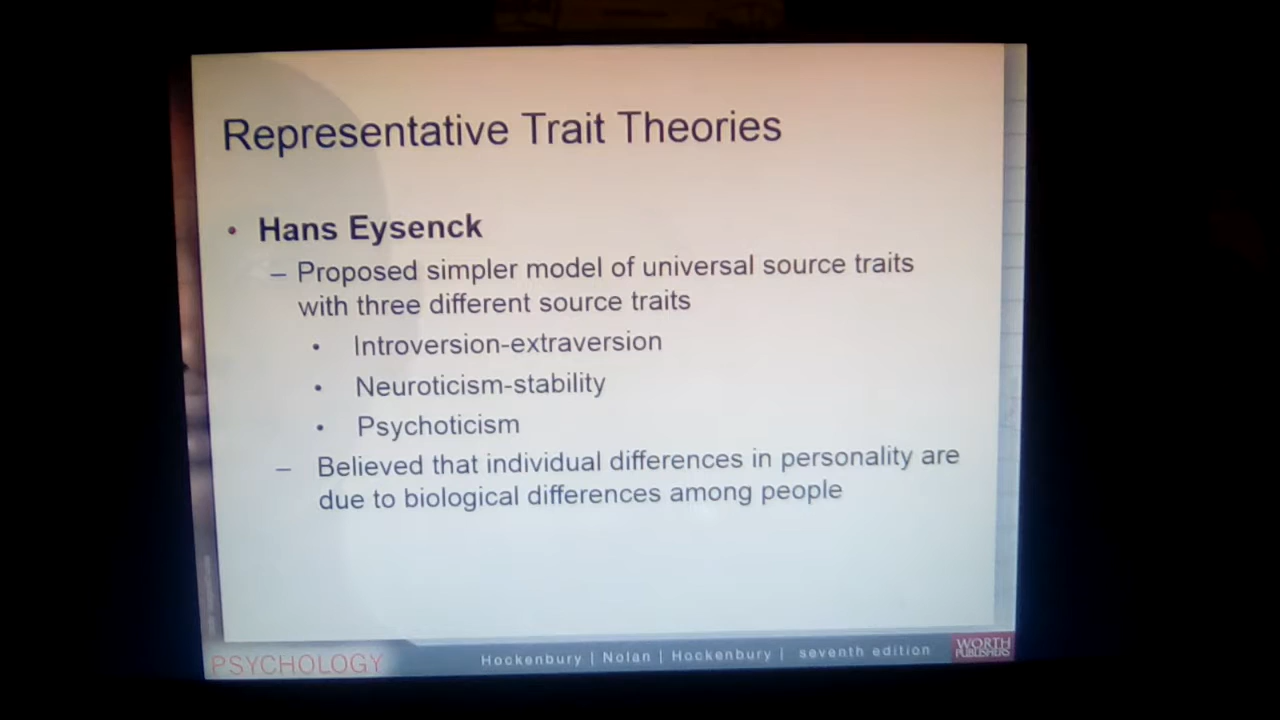 Representative Trait Theories
• Hans Eysenck
– Proposed simpler model of universal source traits
with three different source traits
• Introversion-extraversion
• Neuroticism-stability
• Psychoticism
– Believed that individual differences in personality are
due to biological differences among people
PSYCHOLOGY
Hockenbury | Nolan | Hockenbury | seventh edition
WORTH
PUBLISHERS